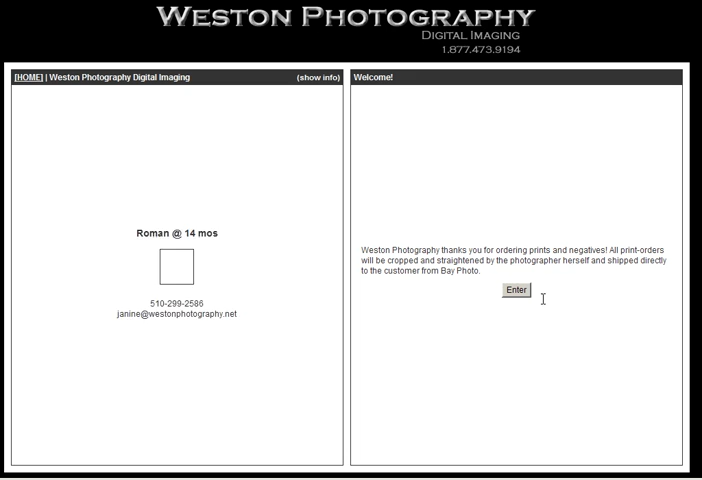 WESTON PHOTOGRAPHY
DIGITAL IMAGING
1.877.473.9194
[HOME] | Weston Photography Digital Imaging (show info)
Welcome!
Roman @ 14 mos
510-299-2586
janine@westonphotography.net
Weston Photography thanks you for ordering prints and negatives! All print-orders
will be cropped and straightened by the photographer herself and shipped directly
to the customer from Bay Photo.
Enter